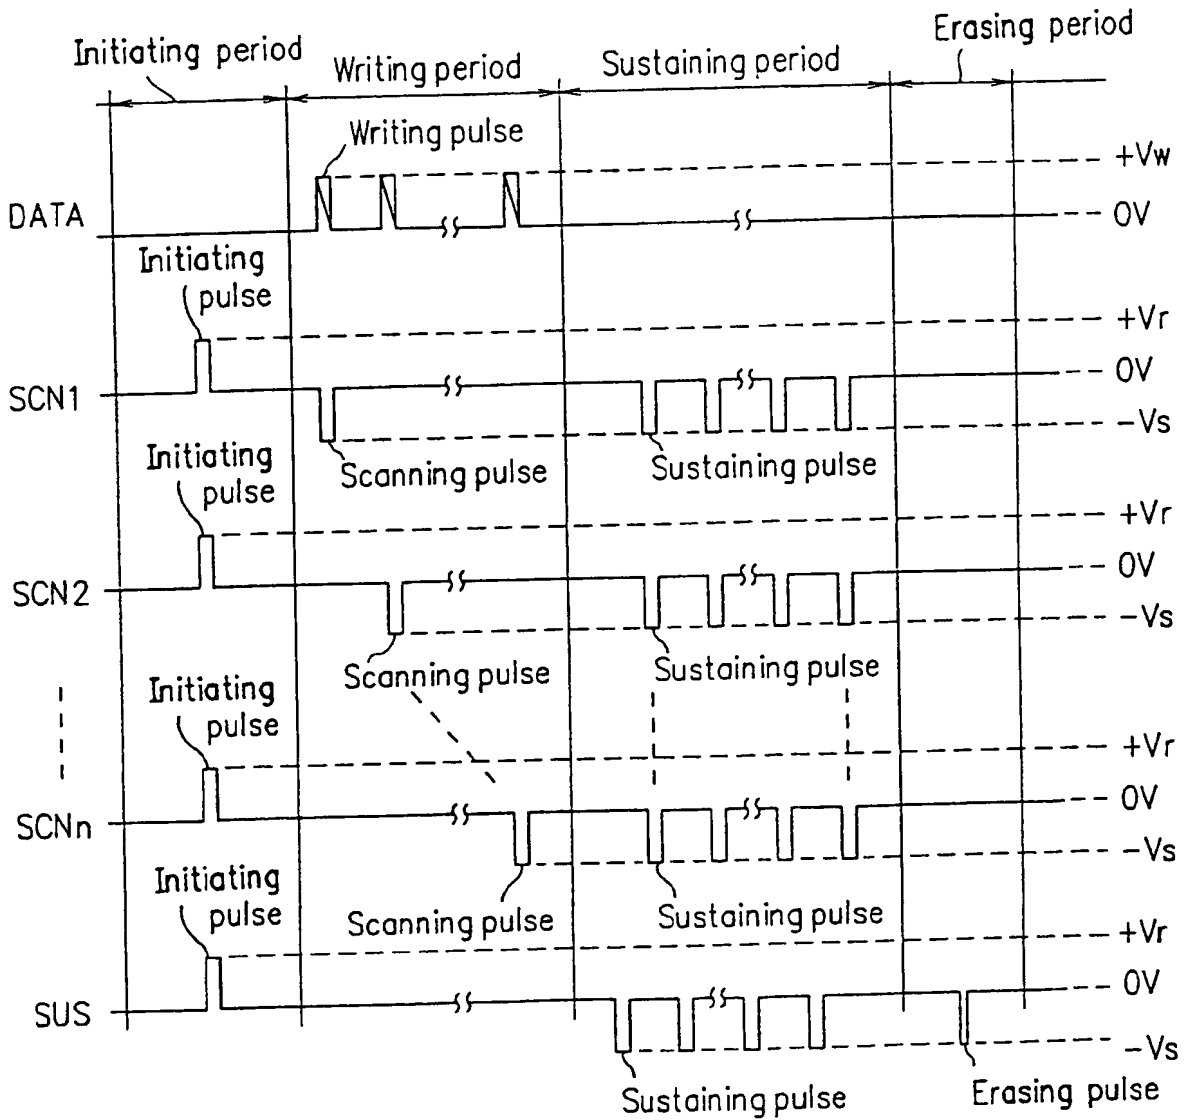 Initiating period
Writing period
Sustaining period
Erasing period
Writing pulse
+Vw
DATA
0V
Initiating
pulse
+Vr
SCN1
0V
-Vs
Scanning pulse
Sustaining pulse
Initiating
pulse
+Vr
SCN2
0V
-Vs
Scanning pulse
Sustaining pulse
Initiating
pulse
+Vr
SCNn
0V
-Vs
Scanning pulse
Sustaining pulse
Initiating
pulse
+Vr
SUS
0V
-Vs
Sustaining pulse
Erasing pulse